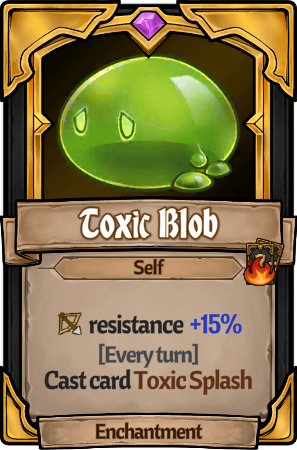 Toxic Blob
Self
resistance +15%
[Every turn]
Cast card Toxic Splash
Enchantment